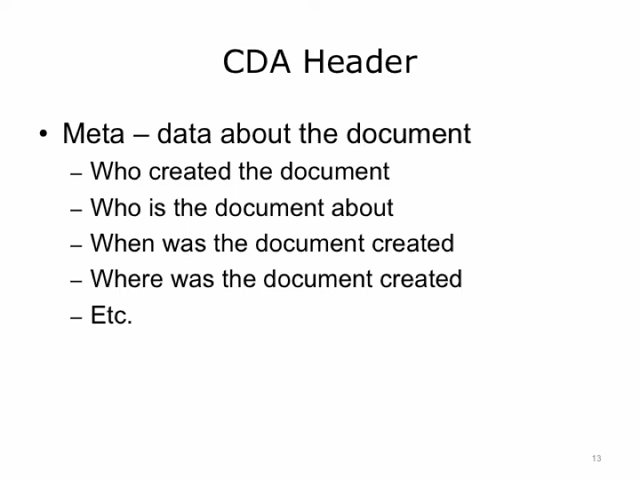 CDA Header
• Meta – data about the document
– Who created the document
– Who is the document about
– When was the document created
– Where was the document created
– Etc.
13